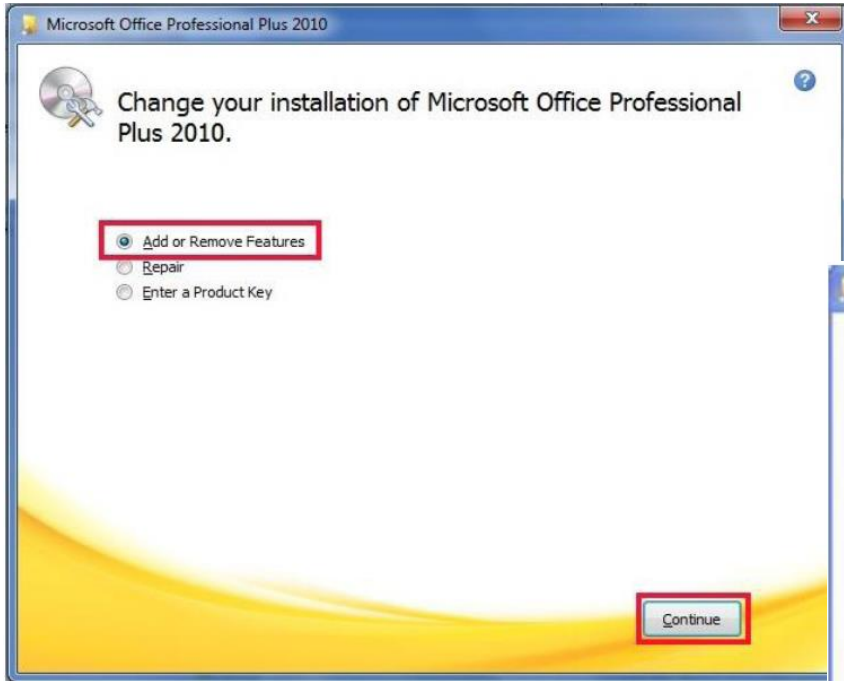 Microsoft Office Professional Plus 2010
Change your installation of Microsoft Office Professional
Plus 2010.
Add or Remove Features
Repair
Enter a Product Key
Continue